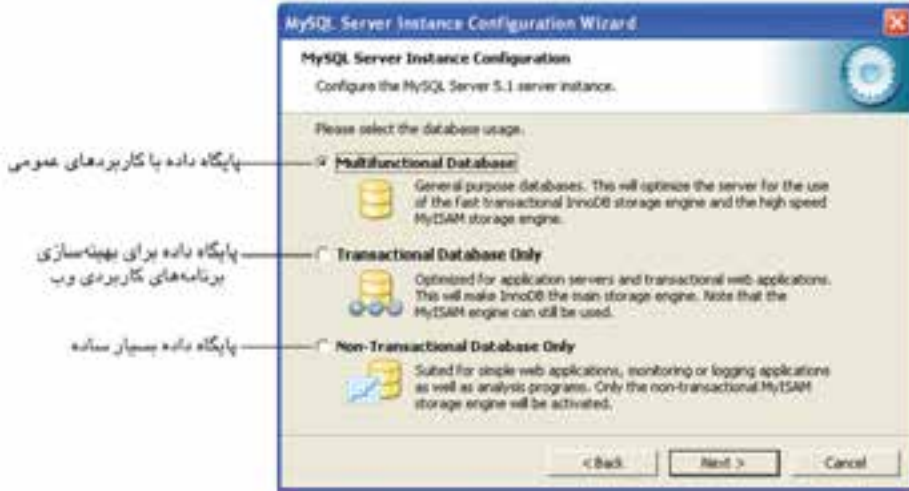 MySQL Server Instance Configuration Wizard
MySQL Server Instance Configuration
Configure the MySQL Server 5.1 server instance.
Please select the database usage.
پایگاه داده با کاربردهای عمومی
Multifunctional Database
General purpose databases. This will optimize the server for the use
of the fast transactional InnoDB storage engine and the high speed
MyISAM storage engine.
پایگاه داده برای بهینه‌سازی
برنامه‌های کاربردی وب
Transactional Database Only
Optimized for application servers and transactional web applications.
This will make InnoDB the main storage engine. Note that the
MyISAM engine can still be used.
پایگاه داده بسیار ساده
Non-Transactional Database Only
Suited for simple web applications, monitoring or logging applications
as well as analysis programs. Only the non-transactional MyISAM
storage engine will be activated.
< Back
Next >
Cancel